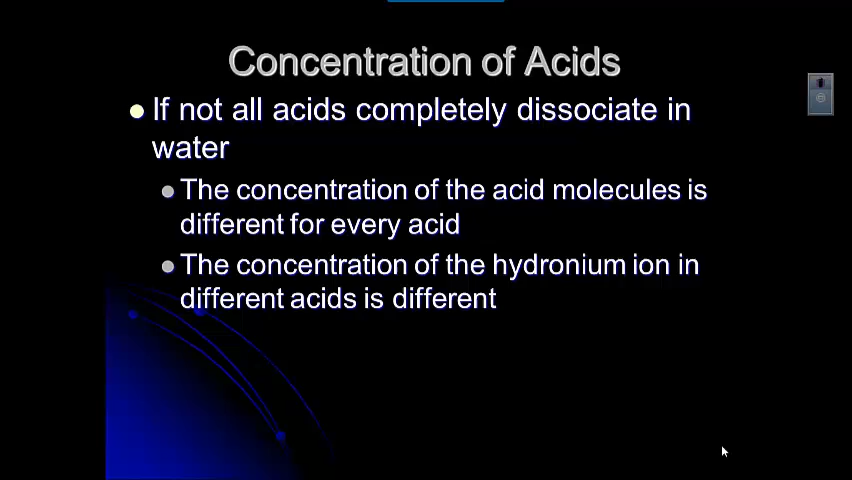 Concentration of Acids
If not all acids completely dissociate in
water
The concentration of the acid molecules is
different for every acid
The concentration of the hydronium ion in
different acids is different